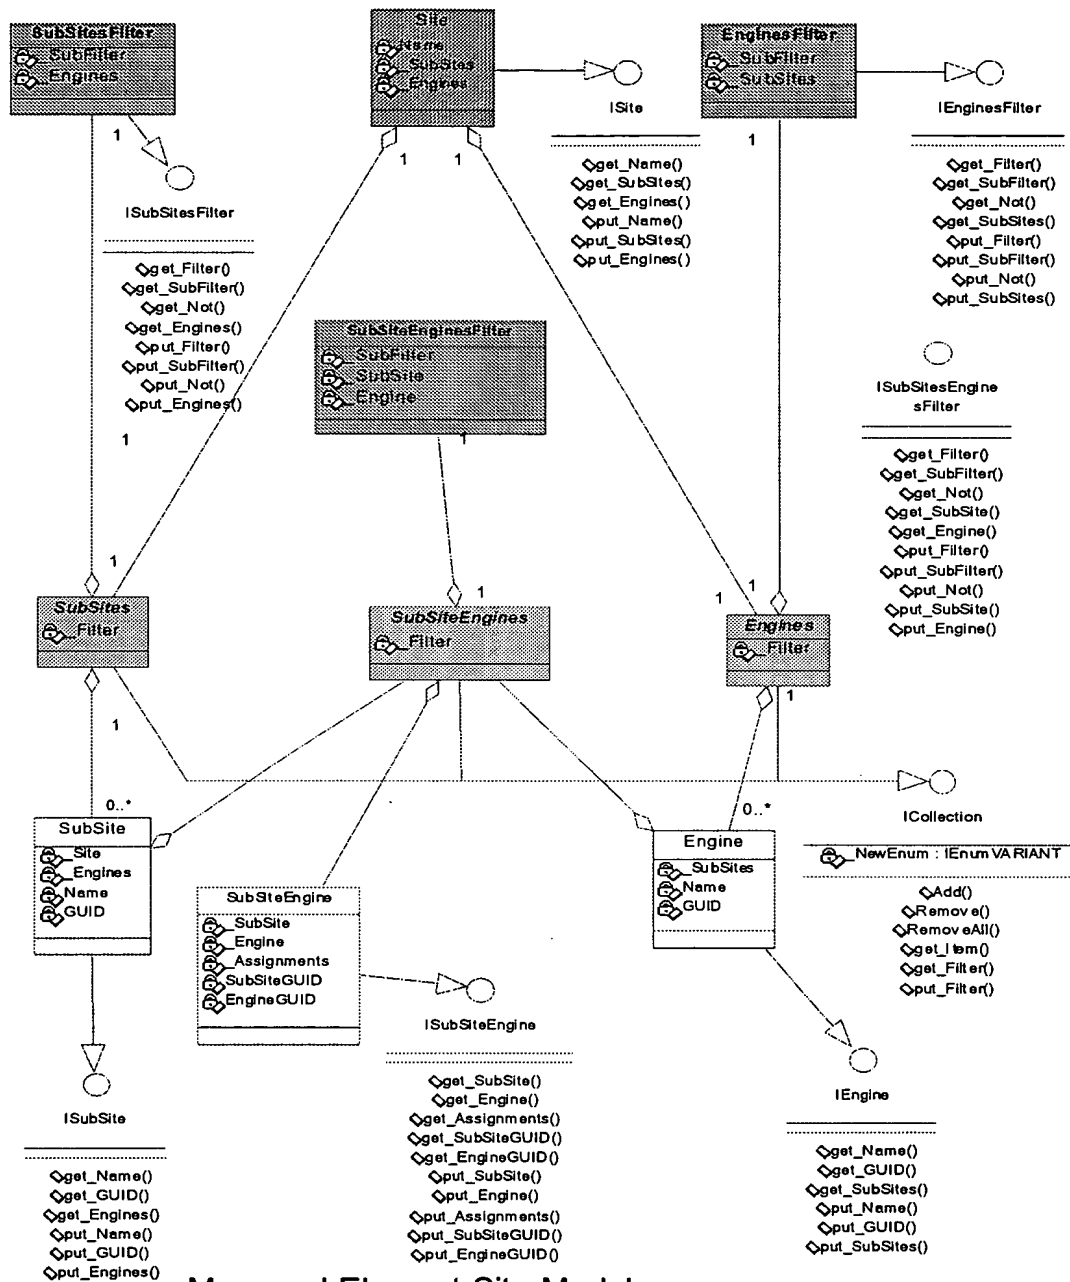 SubSitesFilter
_SubFilter
_Engines
1
ISubSitesFilter
get_Filter()
get_SubFilter()
get_Not()
get_Engines()
put_Filter()
put_SubFilter()
put_Not()
put_Engines()
Site
Name
_SubSites
_Engines
1
1
ISite
get_Name()
get_SubSites()
get_Engines()
put_Name()
put_SubSites()
put_Engines()
EnginesFilter
_SubFilter
_SubSites
1
IEnginesFilter
get_Filter()
get_SubFilter()
get_Not()
get_SubSites()
put_Filter()
put_SubFilter()
put_Not()
put_SubSites()
SubSiteEnginesFilter
_SubFilter
_SubSite
_Engine
1
ISubSitesEngine
sFilter
get_Filter()
get_SubFilter()
get_Not()
get_SubSite()
get_Engine()
put_Filter()
put_SubFilter()
put_Not()
put_SubSite()
put_Engine()
1
1
SubSites
_Filter
1
1
SubSiteEngines
_Filter
1
1
Engines
_Filter
1
0..*
SubSite
_Site
_Engines
Name
GUID
SubSiteEngine
_SubSite
_Engine
_Assignments
SubSiteGUID
EngineGUID
0..*
Engine
_SubSites
Name
GUID
ICollection
_NewEnum : IEnumVARIANT
Add()
Remove()
RemoveAll()
get_Item()
get_Filter()
put_Filter()
ISubSite
get_Name()
get_GUID()
get_Engines()
put_Name()
put_GUID()
put_Engines()
ISubSiteEngine
get_SubSite()
get_Engine()
get_Assignments()
get_SubSiteGUID()
get_EngineGUID()
put_SubSite()
put_Engine()
put_Assignments()
put_SubSiteGUID()
put_EngineGUID()
IEngine
get_Name()
get_GUID()
get_SubSites()
put_Name()
put_GUID()
put_SubSites()